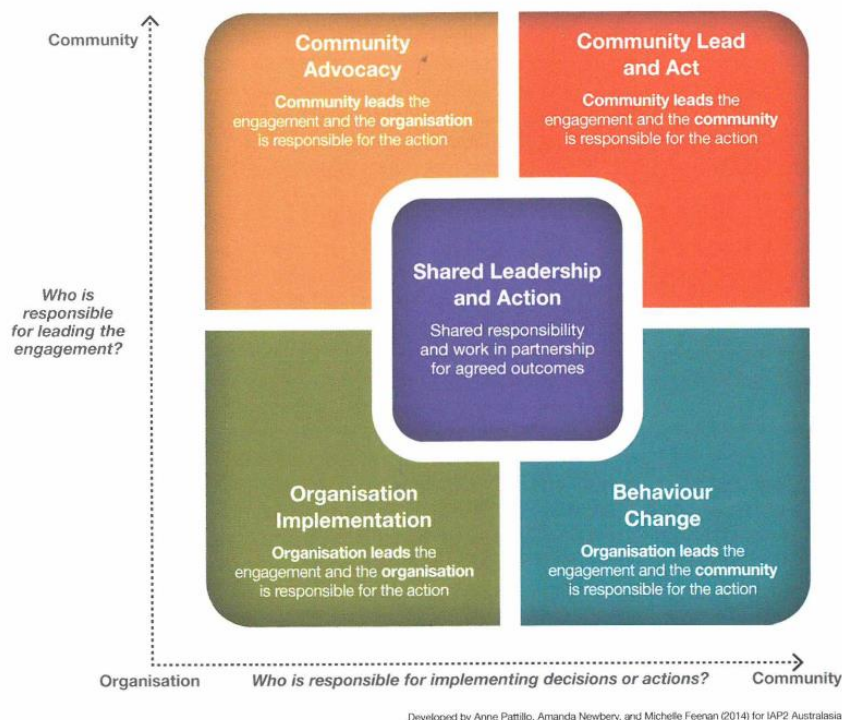 Community
Community
Advocacy
Community leads the
engagement and the organisation
is responsible for the action
Community Lead
and Act
Community leads the
engagement and the community
is responsible for the action
Shared Leadership
and Action
Shared responsibility
and work in partnership
for agreed outcomes
Who is
responsible
for leading the
engagement?
Organisation
Implementation
Organisation leads the
engagement and the organisation
is responsible for the action
Behaviour
Change
Organisation leads the
engagement and the community
is responsible for the action
Organisation
Who is responsible for implementing decisions or actions?
Community
Developed by Anne Pattillo, Amanda Newbery, and Michelle Feenan (2014) for IAP2 Australasia